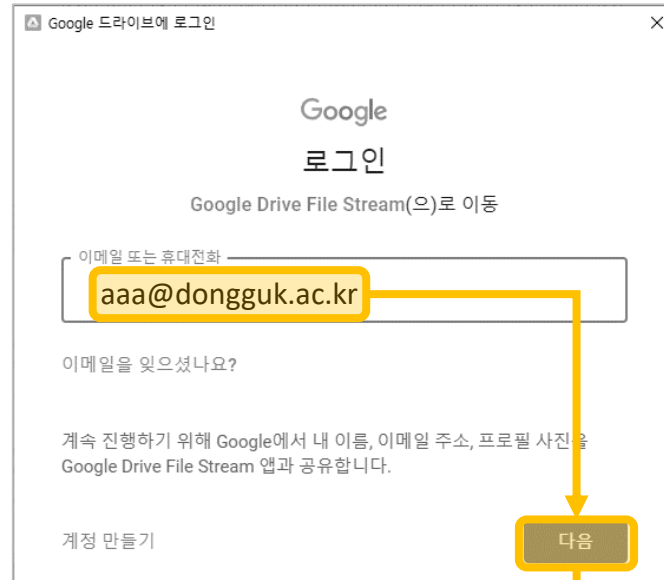 Google 드라이브에 로그인
Google
로그인
Google Drive File Stream(으)로 이동
이메일 또는 휴대전화
aaa@dongguk.ac.kr
이메일을 잊으셨나요?
계속 진행하기 위해 Google에서 내 이름, 이메일 주소, 프로필 사진을
Google Drive File Stream 앱과 공유합니다.
계정 만들기
다음